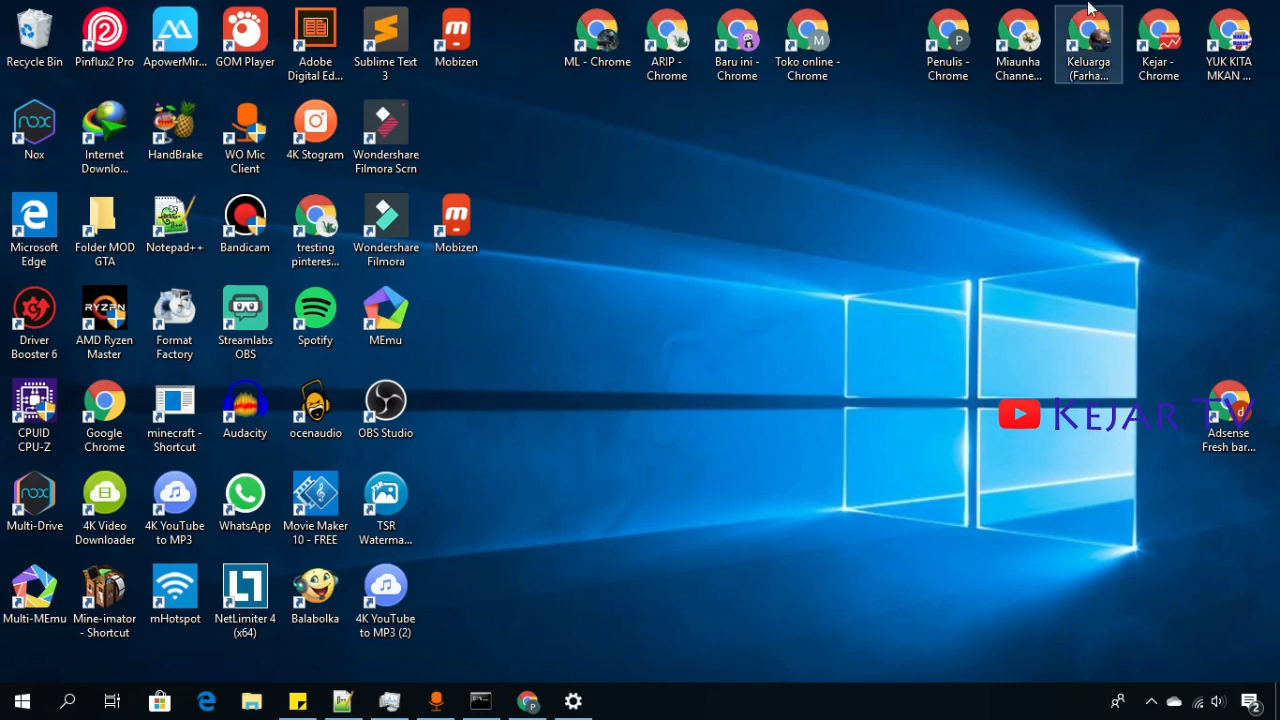 Recycle Bin
Pinflux2 Pro
ApowerMir...
GOM Player
Adobe
Digital Ed...
Sublime Text
3
Mobizen
ML - Chrome
ARIP -
Chrome
Baru ini -
Chrome
Toko online -
Chrome
Penulis -
Chrome
Miaunha
Channe...
Keluarga
(Farha...
Kejar -
Chrome
YUK KITA
MKAN ...
Nox
Internet
Downlo...
HandBrake
WO Mic
Client
4K Stogram
Wondershare
Filmora Scrn
Microsoft
Edge
Folder MOD
GTA
Notepad++
Bandicam
tresting
pinteres...
Wondershare
Filmora
Mobizen
Driver
Booster 6
RYZEN
AMD Ryzen
Master
Format
Factory
Streamlabs
OBS
Spotify
MEmu
CPUID
CPU-Z
Google
Chrome
minecraft -
Shortcut
Audacity
ocenaudio
OBS Studio
Kejar TV
Adsense
Fresh bar...
Multi-Drive
4K Video
Downloader
4K YouTube
to MP3
WhatsApp
Movie Maker
10 - FREE
TSR
Waterma...
Multi-MEmu
Mine-imator
- Shortcut
mHotspot
NetLimiter 4
(x64)
Balabolka
4K YouTube
to MP3 (2)